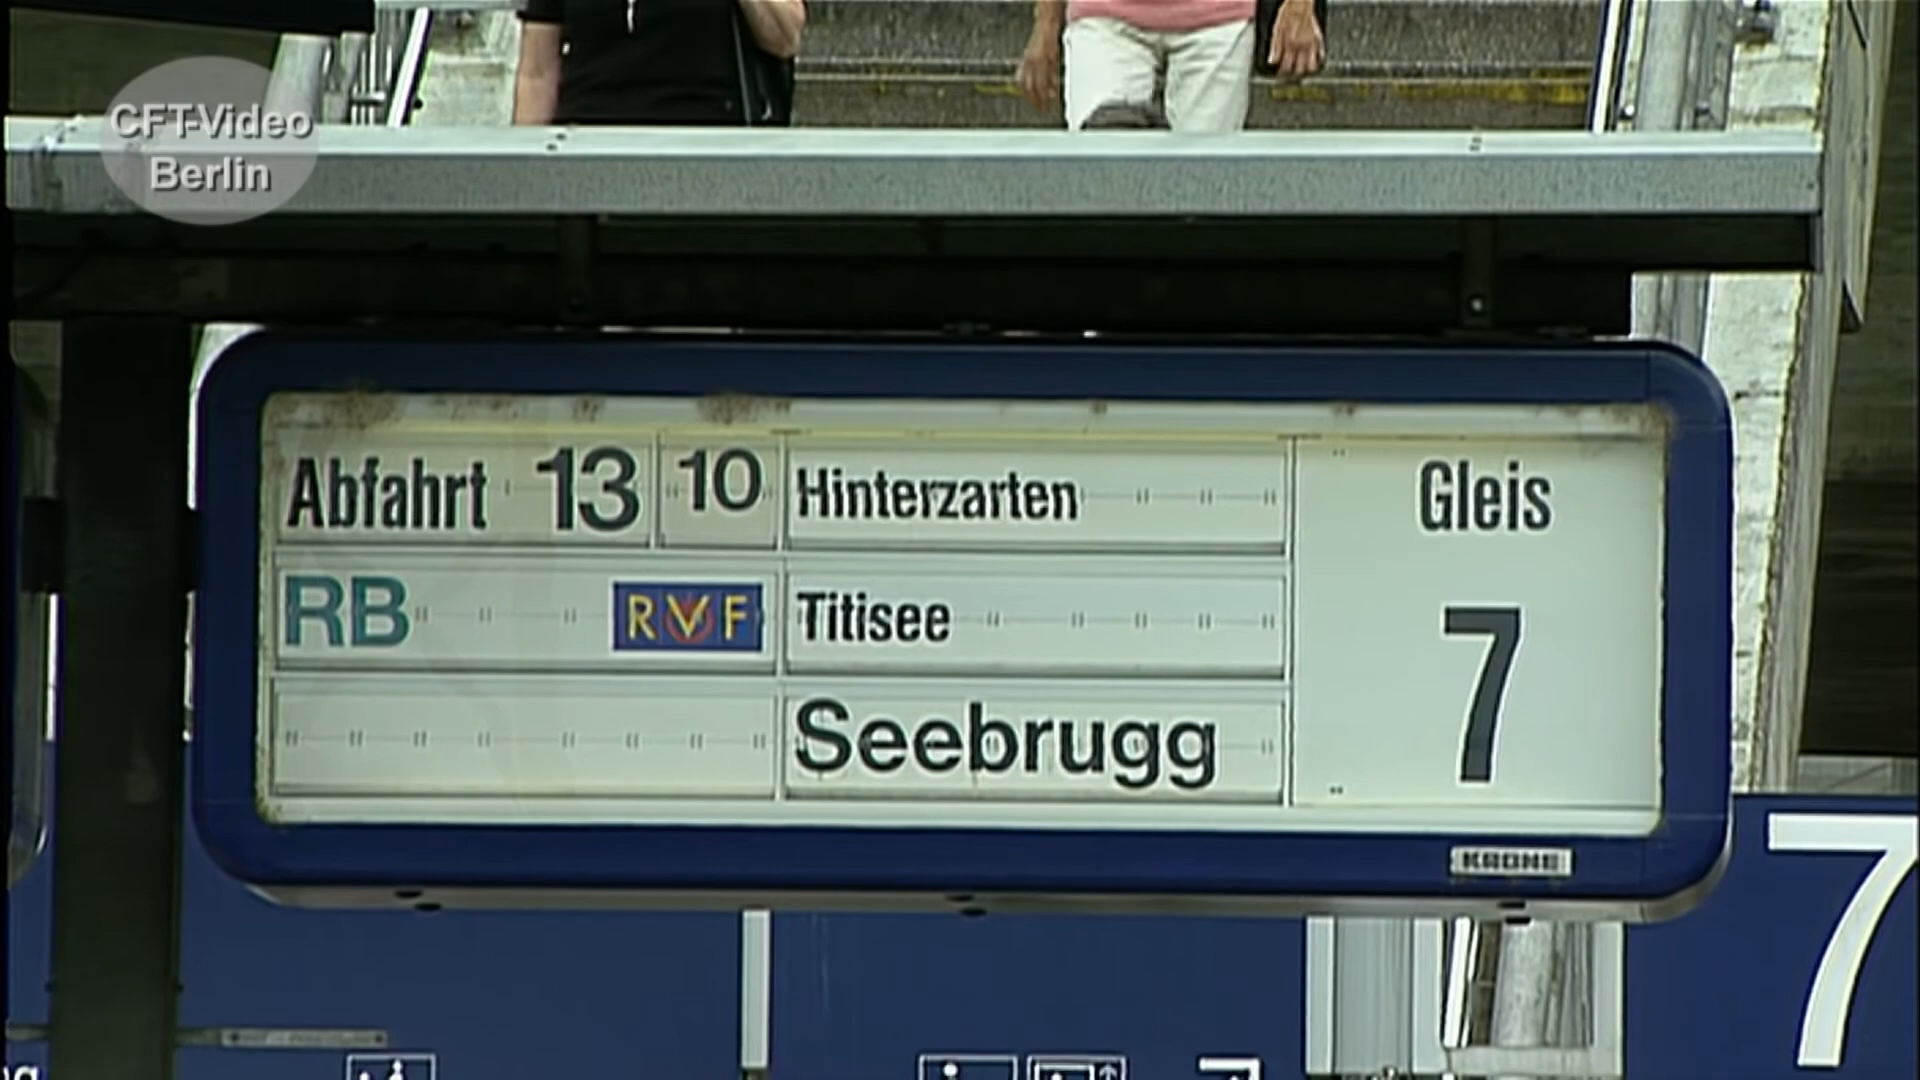 CFT-Video
Berlin
Abfahrt 13 10 Hinterzarten Gleis
RB RVF Titisee 7
Seebrugg
KRONE
7